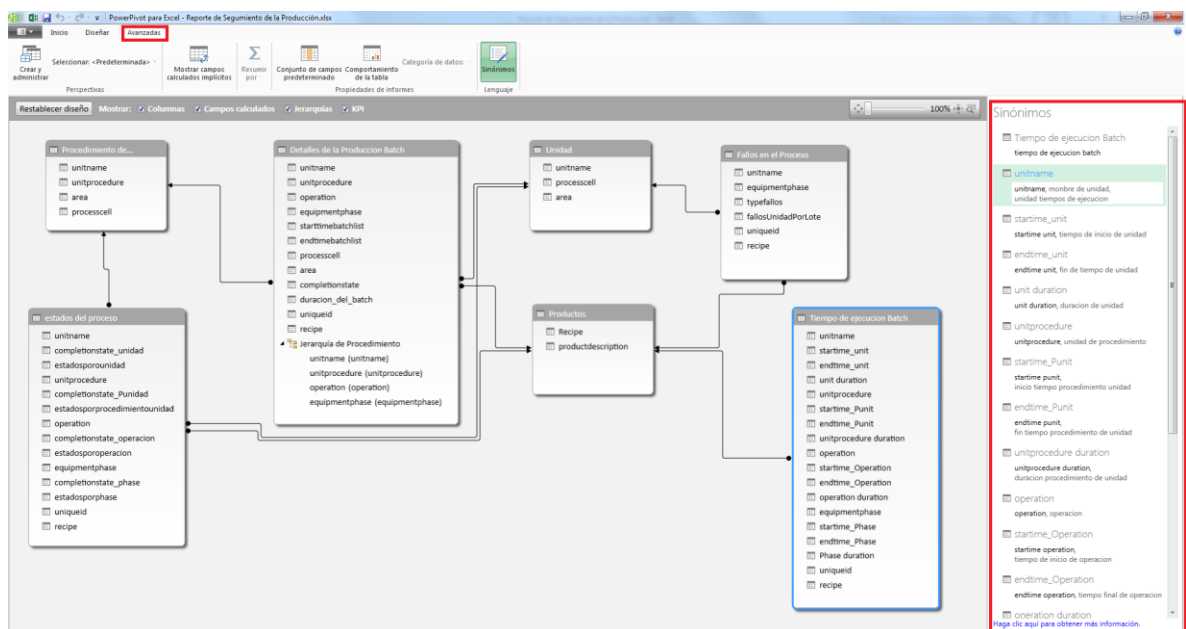 PowerPivot para Excel - Reporte de Segumiento de la Producción.xlsx
Inicio Diseñar Avanzadas
Crear y administrar
Seleccionar: <Predeterminada>
Mostrar campos calculados implícitos
Resumir por
Conjunto de campos predeterminado
Comportamiento de la tabla
Categoría de datos:
Sinónimos
Perspectivas
Propiedades de informes
Lenguaje
Restablecer diseño Mostrar: Columnas Campos calculados Jerarquías KPI 100%
Procedimiento de...
unitname
unitprocedure
area
processcell
Detalles de la Produccion Batch
unitname
unitprocedure
operation
equipmentphase
starttimebatchlist
endtimebatchlist
processcell
area
completionstate
duracion_del_batch
uniqueid
recipe
Jerarquía de Procedimiento
unitname (unitname)
unitprocedure (unitprocedure)
operation (operation)
equipmentphase (equipmentphase)
Unidad
unitname
processcell
area
Fallos en el Proceso
unitname
equipmentphase
typefallos
fallosUnidadPorLote
uniqueid
recipe
estados del proceso
unitname
completionstate_unidad
estadosporounidad
unitprocedure
completionstate_Punidad
estadosporprocedimientounidad
operation
completionstate_operacion
estadosporoperacion
equipmentphase
completionstate_phase
estadosporphase
uniqueid
recipe
Productos
Recipe
productdescription
Tiempo de ejecucion Batch
unitname
startime_unit
endtime_unit
unit duration
unitprocedure
startime_Punit
endtime_Punit
unitprocedure duration
operation
startime_Operation
endtime_Operation
operation duration
equipmentphase
startime_Phase
endtime_Phase
Phase duration
uniqueid
recipe
Sinónimos
Tiempo de ejecucion Batch
tiempo de ejecucion batch
unitname
unitname, monbre de unidad,
unidad tiempos de ejecucion
startime_unit
startime unit, tiempo de inicio de unidad
endtime_unit
endtime unit, fin de tiempo de unidad
unit duration
unit duration, duracion de unidad
unitprocedure
unitprocedure, unidad de procedimiento
startime_Punit
startime punit,
inicio tiempo procedimiento unidad
endtime_Punit
endtime punit,
fin tiempo procedimiento de unidad
unitprocedure duration
unitprocedure duration,
duracion procedimiento de unidad
operation
operation, operacion
startime_Operation
startime operation,
tiempo de inicio de operacion
endtime_Operation
endtime operation, tiempo final de operacion
operation duration
Haga clic aquí para obtener más información.